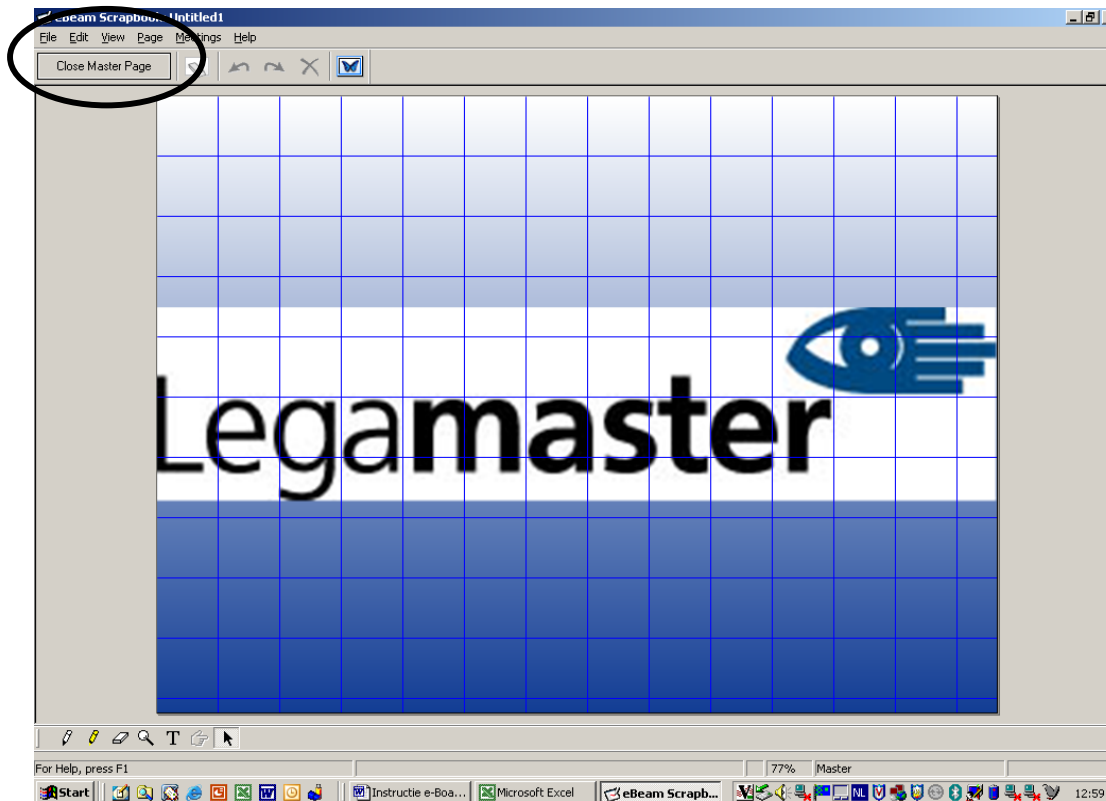 eBeam Scrapbook: Untitled1
File Edit View Page Meetings Help
Close Master Page
Legamaster
T
For Help, press F1
77% Master
Start Instructie e-Boa... Microsoft Excel eBeam Scrapb... NL 12:59